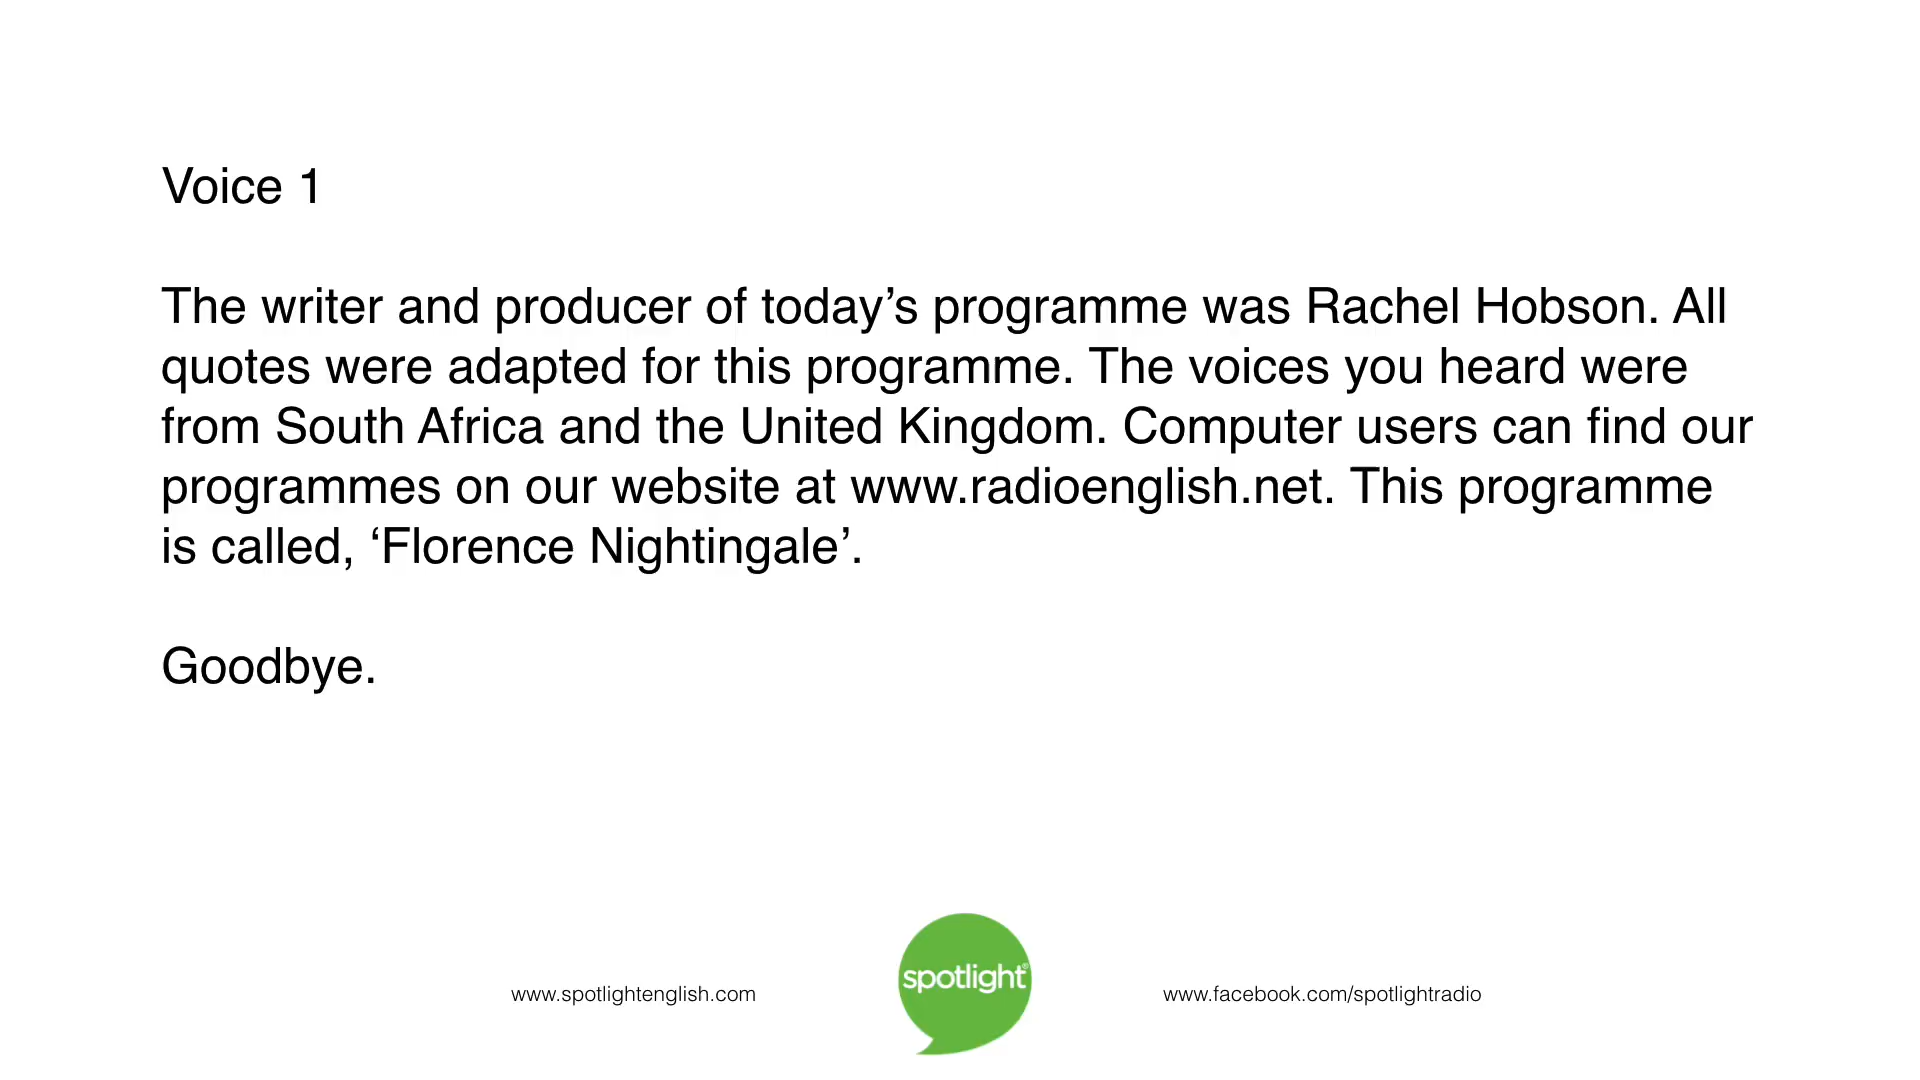 Voice 1
The writer and producer of today’s programme was Rachel Hobson. All
quotes were adapted for this programme. The voices you heard were
from South Africa and the United Kingdom. Computer users can find our
programmes on our website at www.radioenglish.net. This programme
is called, ‘Florence Nightingale’.
Goodbye.
www.spotlightenglish.com
spotlight®
www.facebook.com/spotlightradio